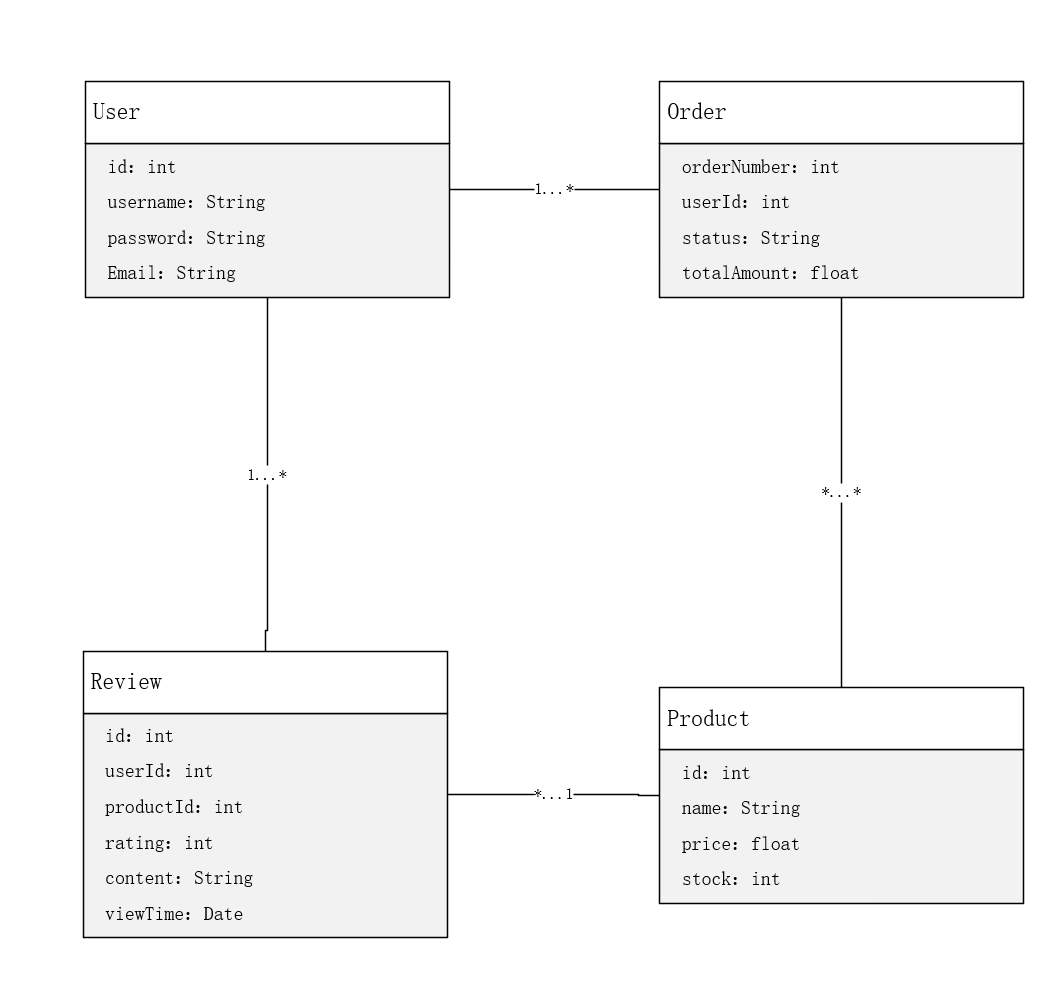 User
id: int
username: String
password: String
Email: String
1...*
Order
orderNumber: int
userId: int
status: String
totalAmount: float
1...*
*...*
Review
id: int
userId: int
productId: int
rating: int
content: String
viewTime: Date
*...1
Product
id: int
name: String
price: float
stock: int